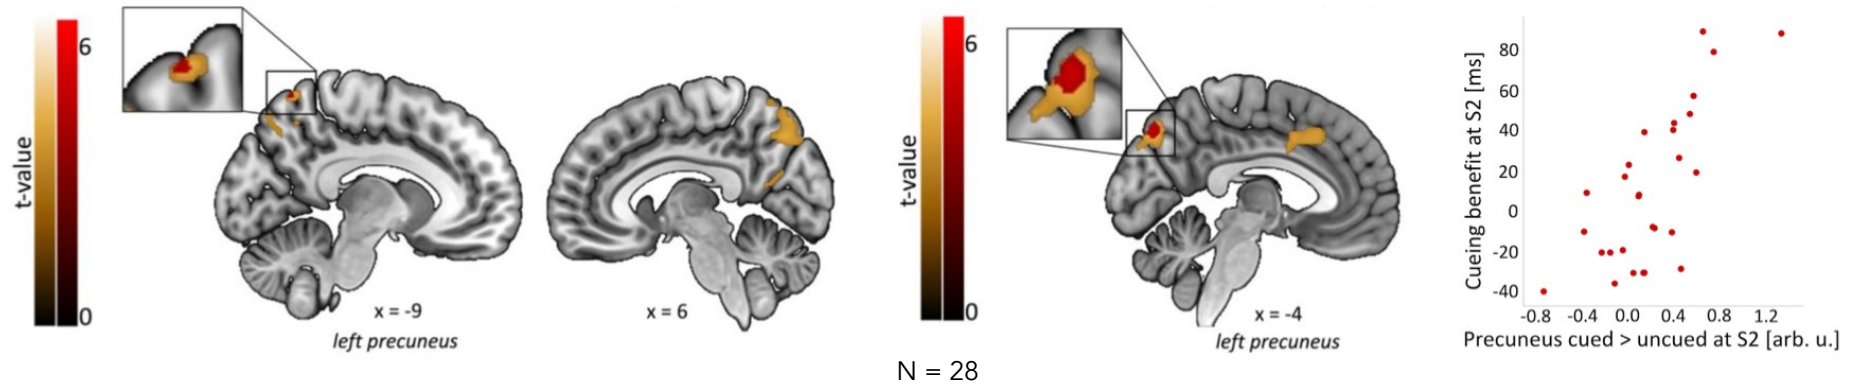 6
t-value
0
x = -9
left precuneus
x = 6
6
t-value
0
x = -4
left precuneus
N = 28
Cueing benefit at S2 [ms]
80
60
40
20
0
-20
-40
-0.8 -0.4 0.0 0.4 0.8 1.2
Precuneus cued > uncued at S2 [arb. u.]